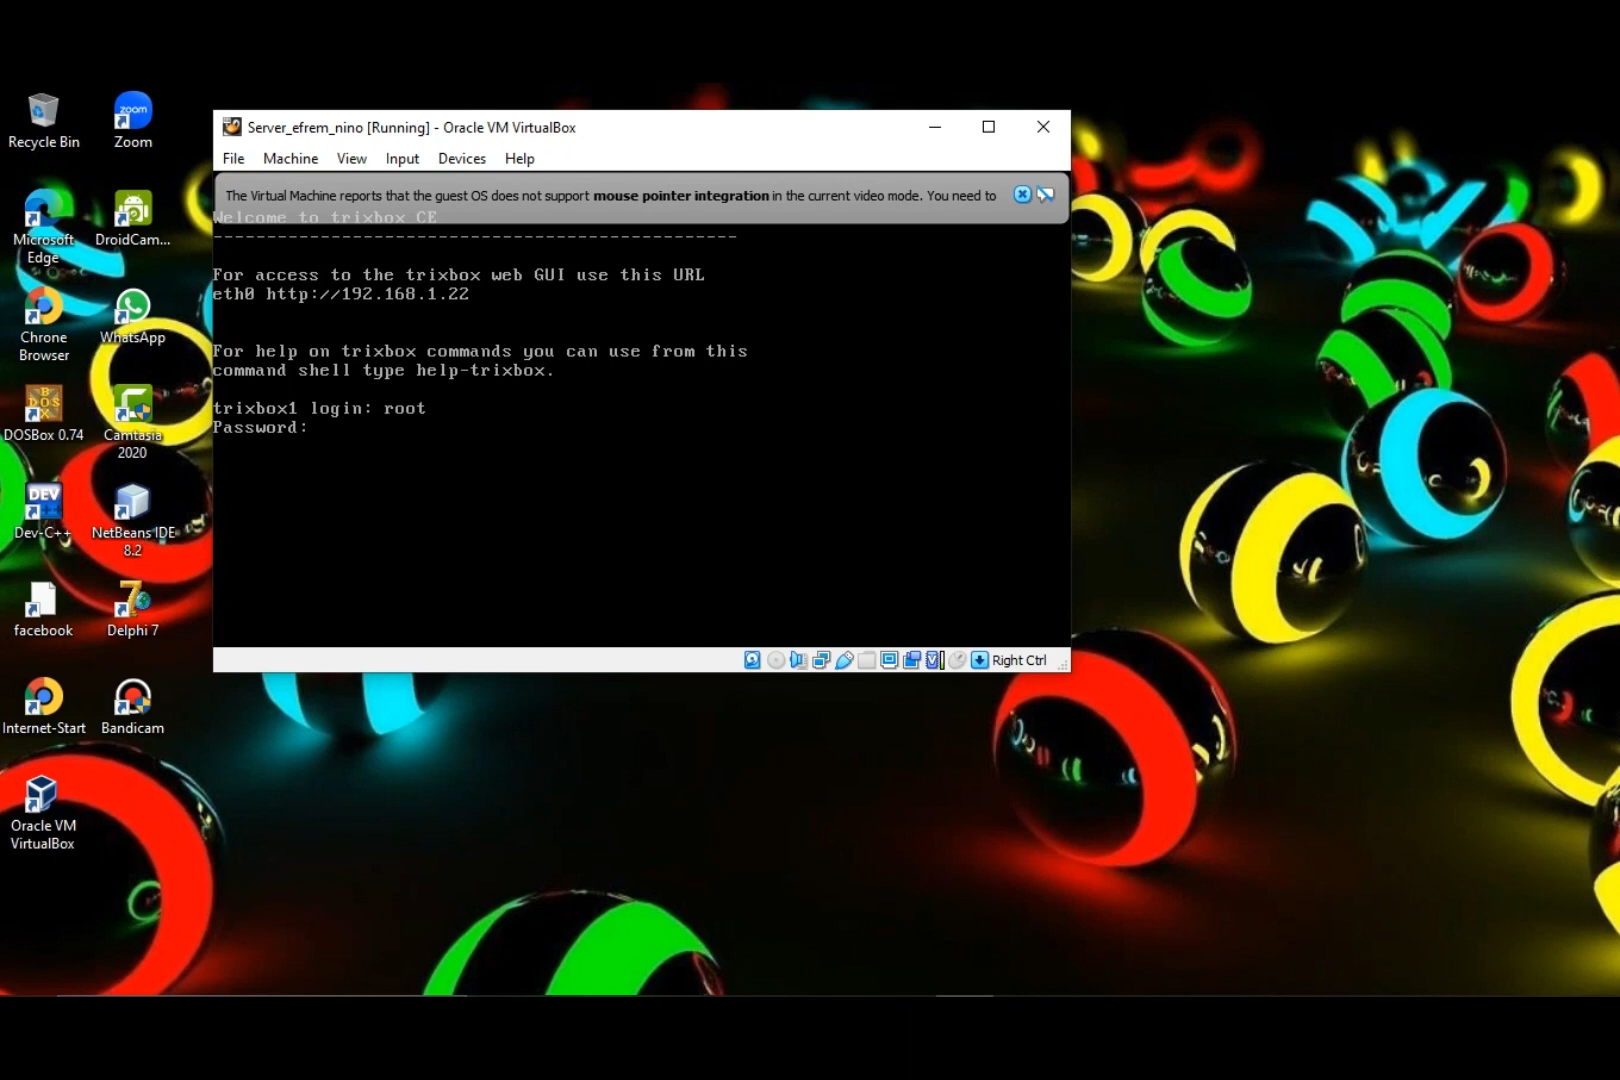 Recycle Bin
Zoom
zoom
Microsoft
Edge
DroidCam...
Chrone
Browser
WhatsApp
BOSBOX
DOSBox 0.74
Camtasia
2020
DEV
Dev-C++
NetBeans IDE
8.2
facebook
7
Delphi 7
Internet-Start
Bandicam
Oracle VM
VirtualBox
Server_efrem_nino [Running] - Oracle VM VirtualBox
File Machine View Input Devices Help
The Virtual Machine reports that the guest OS does not support mouse pointer integration in the current video mode. You need to
Welcome to trixbox CE
------------------------------------------------
For access to the trixbox web GUI use this URL
eth0 http://192.168.1.22
For help on trixbox commands you can use from this
command shell type help-trixbox.
trixbox1 login: root
Password:
Right Ctrl